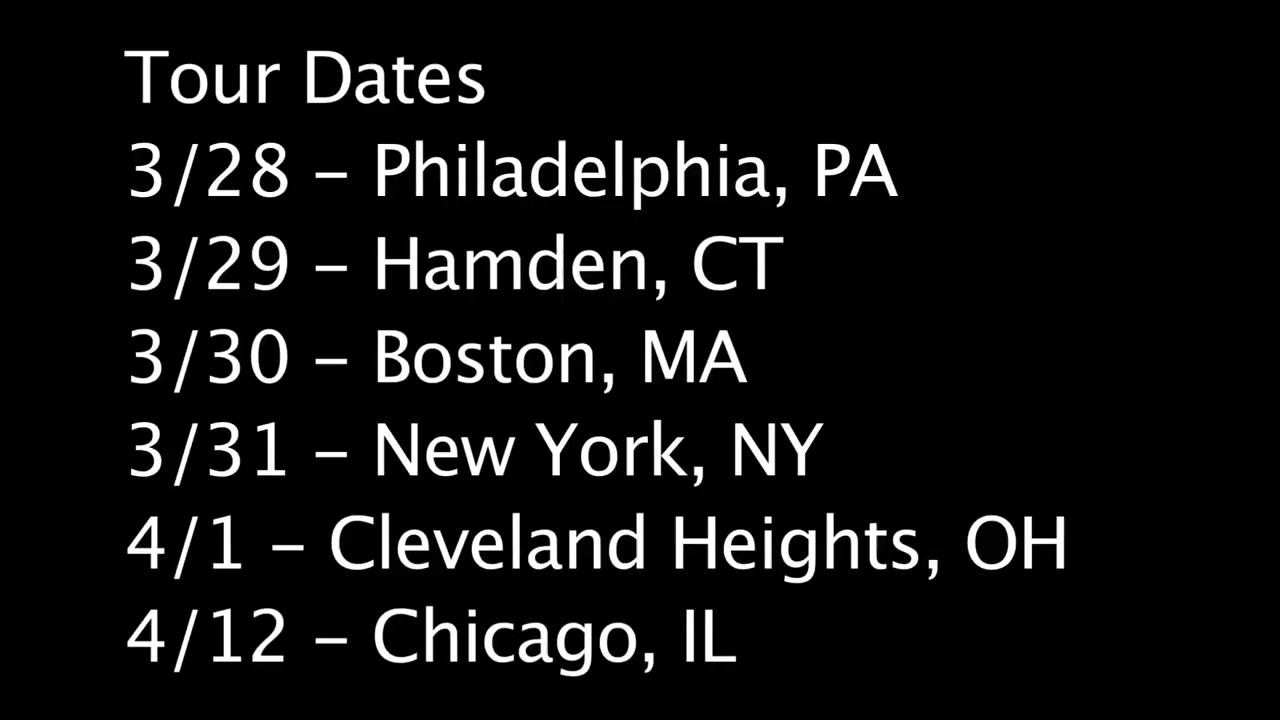 Tour Dates
3/28 – Philadelphia, PA
3/29 – Hamden, CT
3/30 – Boston, MA
3/31 – New York, NY
4/1 – Cleveland Heights, OH
4/12 – Chicago, IL